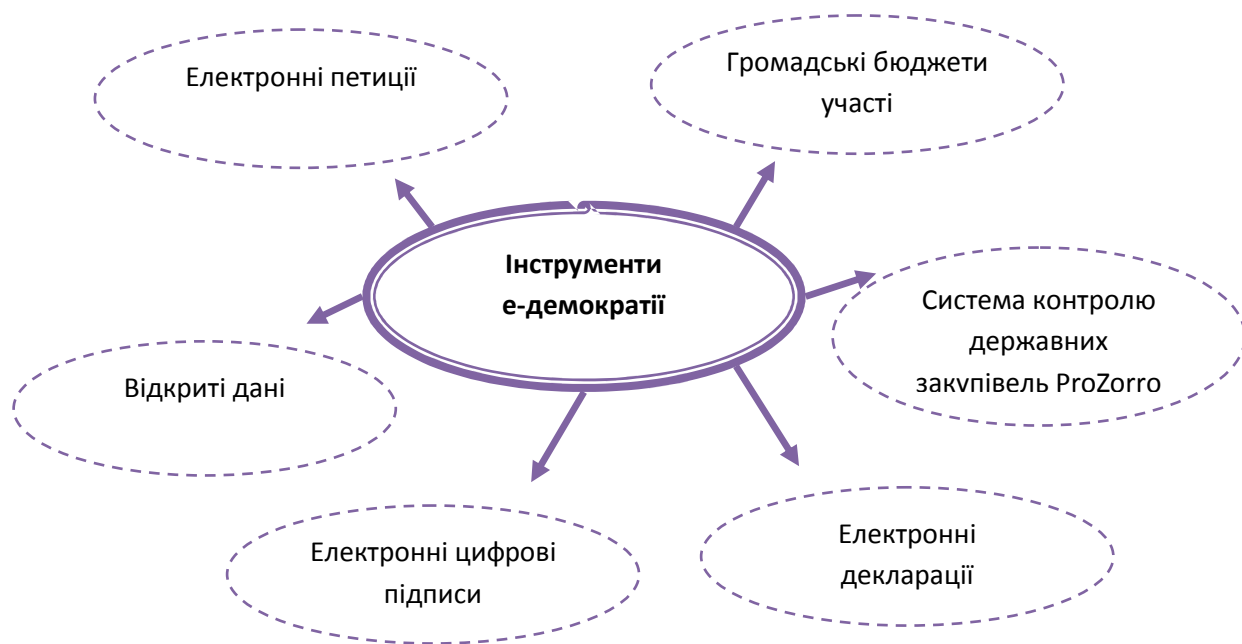 Електронні петиції
Громадські бюджети
участі
Інструменти
е-демократії
Система контролю
державних
закупівель ProZorro
Відкриті дані
Електронні цифрові
підписи
Електронні
декларації